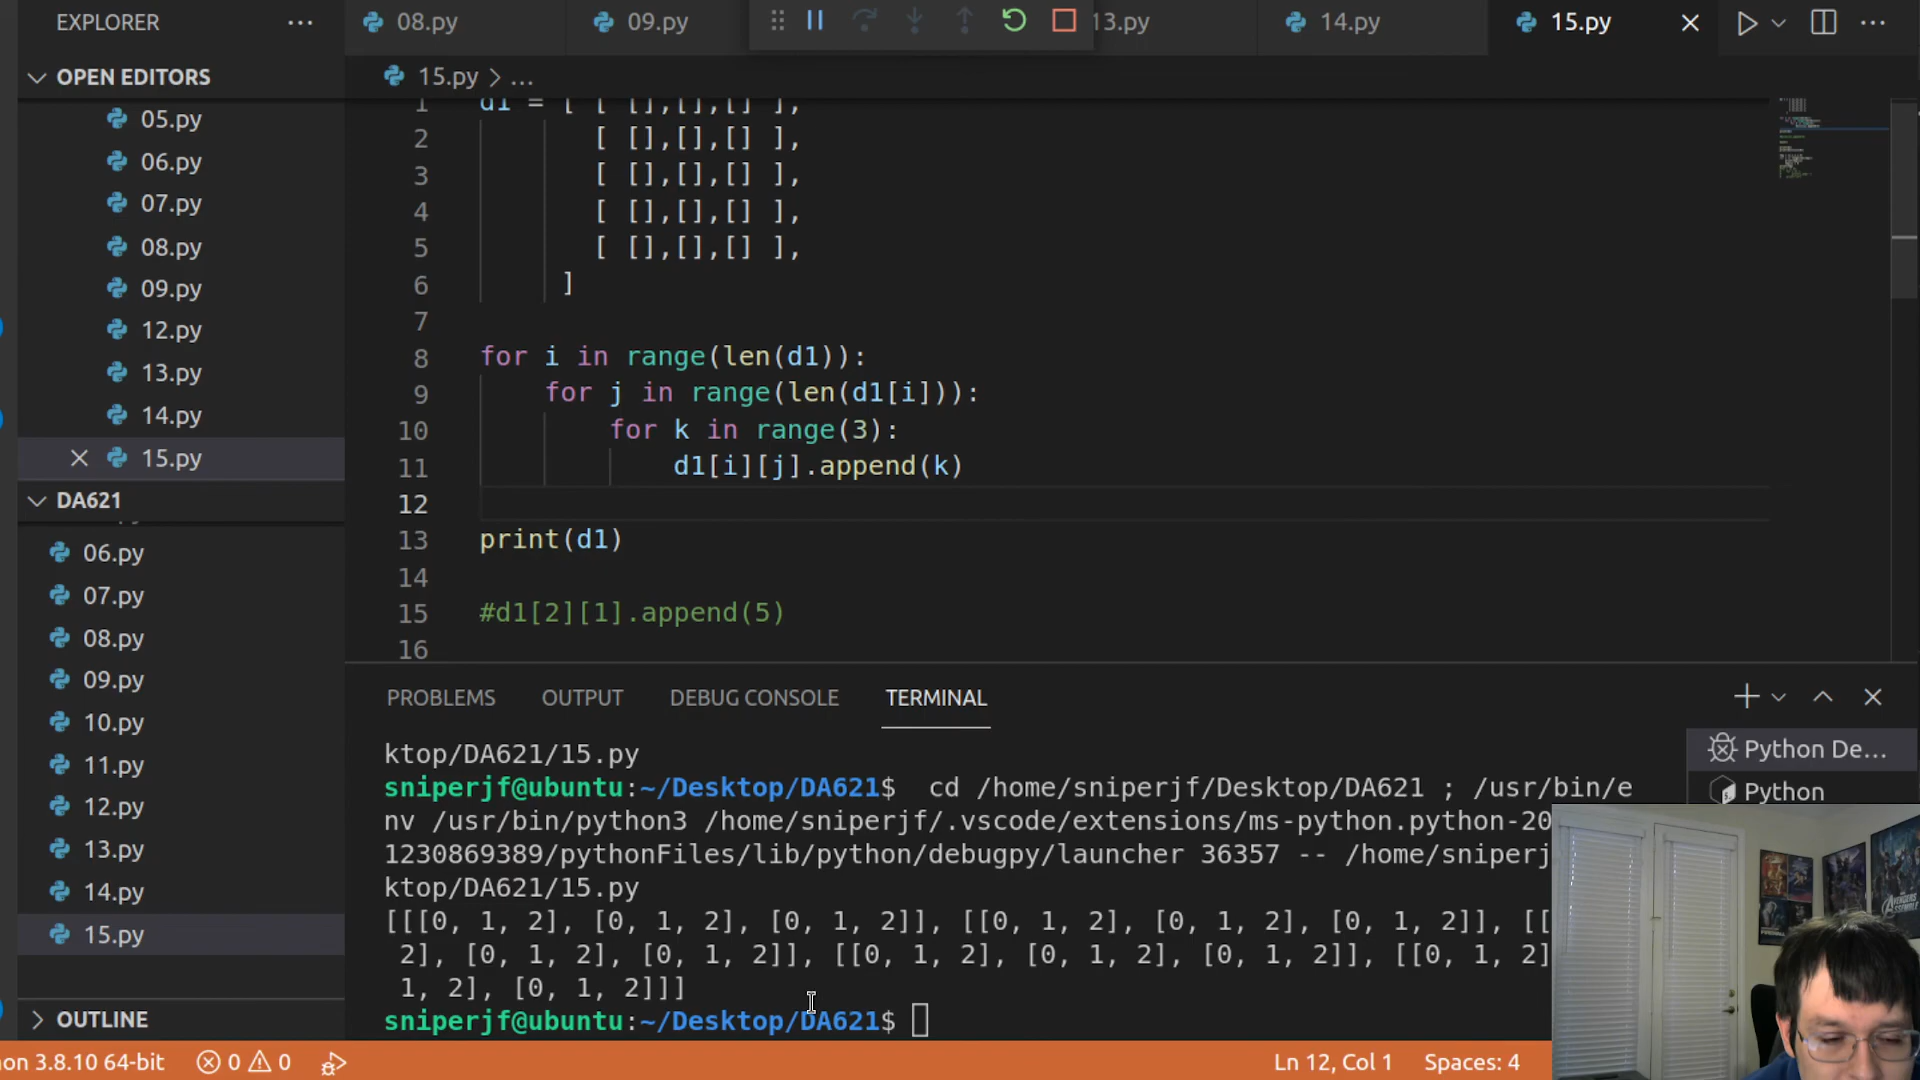 EXPLORER
08.py
09.py
13.py
14.py
15.py
OPEN EDITORS
05.py
06.py
07.py
08.py
09.py
12.py
13.py
14.py
15.py
DA621
06.py
07.py
08.py
09.py
10.py
11.py
12.py
13.py
14.py
15.py
OUTLINE
15.py > ...
1 d1 = [ [ [],[],[] ],
2 [ [],[],[] ],
3 [ [],[],[] ],
4 [ [],[],[] ],
5 [ [],[],[] ],
6 ]
7
8 for i in range(len(d1)):
9 for j in range(len(d1[i])):
10 for k in range(3):
11 d1[i][j].append(k)
12
13 print(d1)
14
15 #d1[2][1].append(5)
16
PROBLEMS OUTPUT DEBUG CONSOLE TERMINAL
ktop/DA621/15.py
sniperjf@ubuntu:~/Desktop/DA621$ cd /home/sniperjf/Desktop/DA621 ; /usr/bin/e
nv /usr/bin/python3 /home/sniperjf/.vscode/extensions/ms-python.python-20
1230869389/pythonFiles/lib/python/debugpy/launcher 36357 -- /home/sniperj
ktop/DA621/15.py
[[[0, 1, 2], [0, 1, 2], [0, 1, 2]], [[0, 1, 2], [0, 1, 2], [0, 1, 2]], [[
2], [0, 1, 2], [0, 1, 2]], [[0, 1, 2], [0, 1, 2], [0, 1, 2]], [[0, 1, 2]
1, 2], [0, 1, 2]]]
sniperjf@ubuntu:~/Desktop/DA621$
Python De...
Python
on 3.8.10 64-bit
0 0
Ln 12, Col 1 Spaces: 4